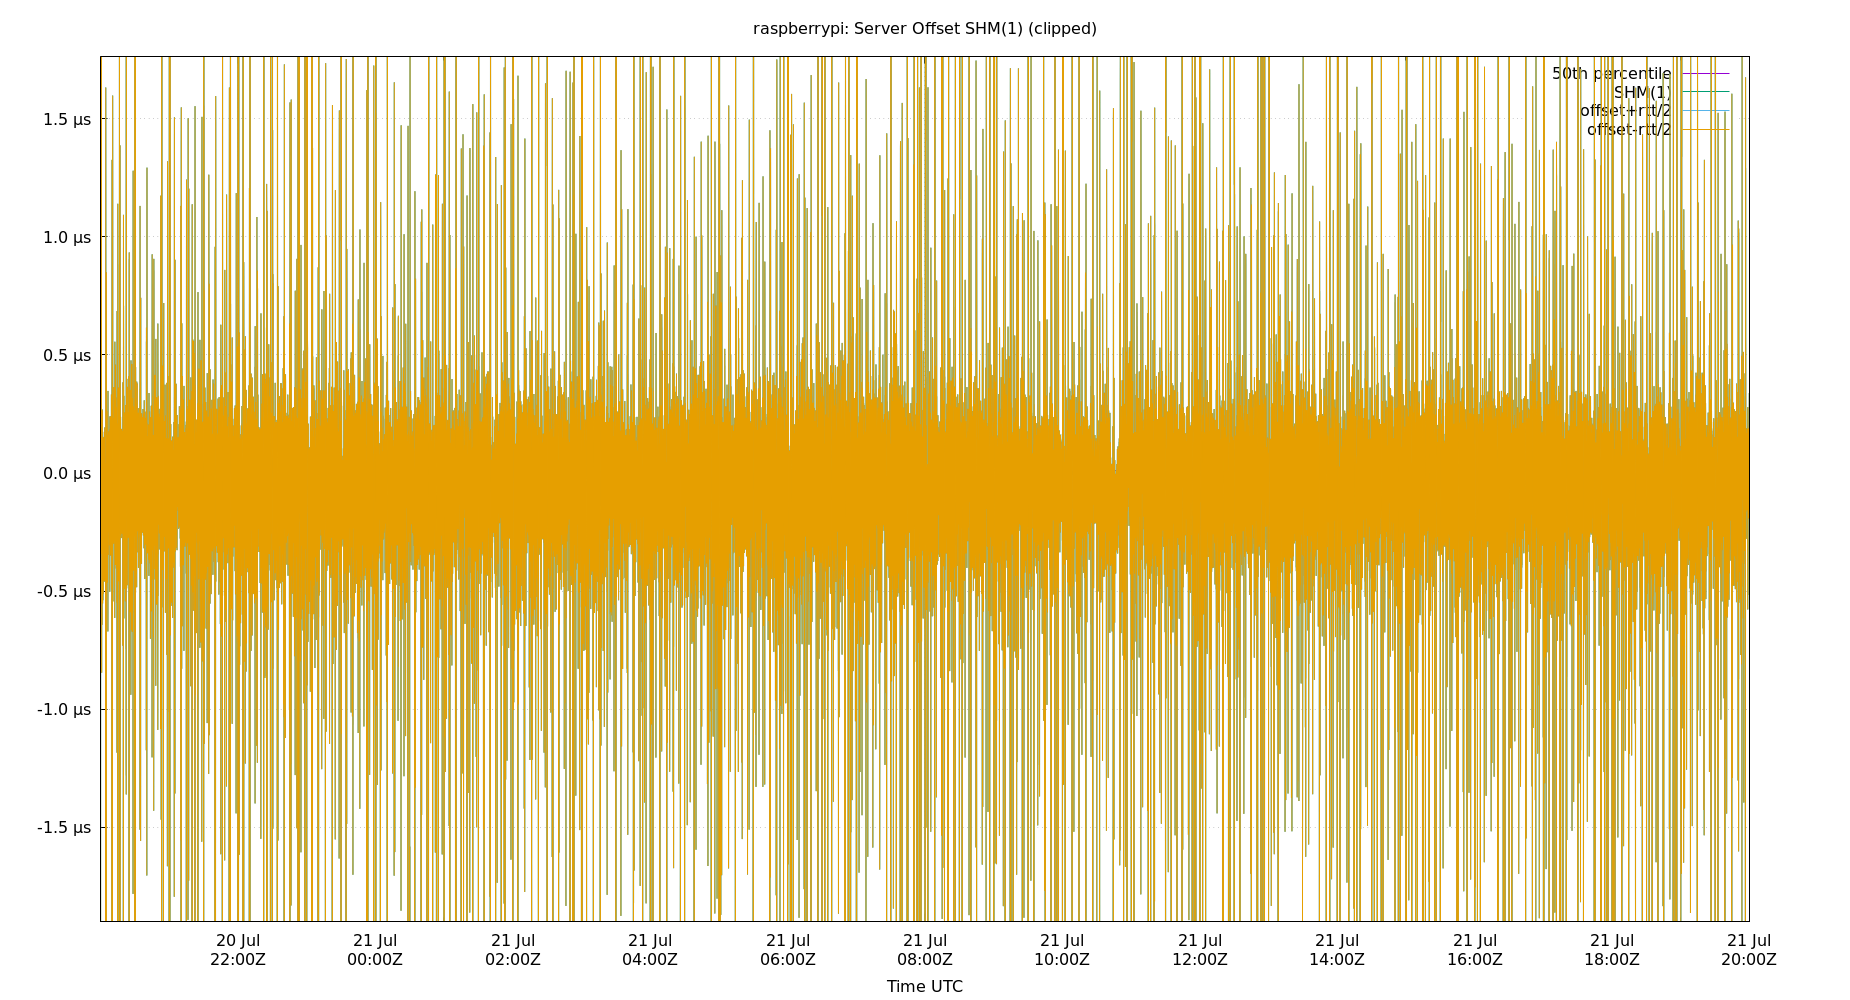 raspberrypi: Server Offset SHM(1) (clipped)
50th percentile
SHM(1)
offset+rtt/2
offset-rtt/2
1.5 µs
1.0 µs
0.5 µs
0.0 µs
-0.5 µs
-1.0 µs
-1.5 µs
20 Jul 21 Jul 21 Jul 21 Jul 21 Jul 21 Jul 21 Jul 21 Jul 21 Jul 21 Jul 21 Jul 21 Jul
22:00Z 00:00Z 02:00Z 04:00Z 06:00Z 08:00Z 10:00Z 12:00Z 14:00Z 16:00Z 18:00Z 20:00Z
Time UTC